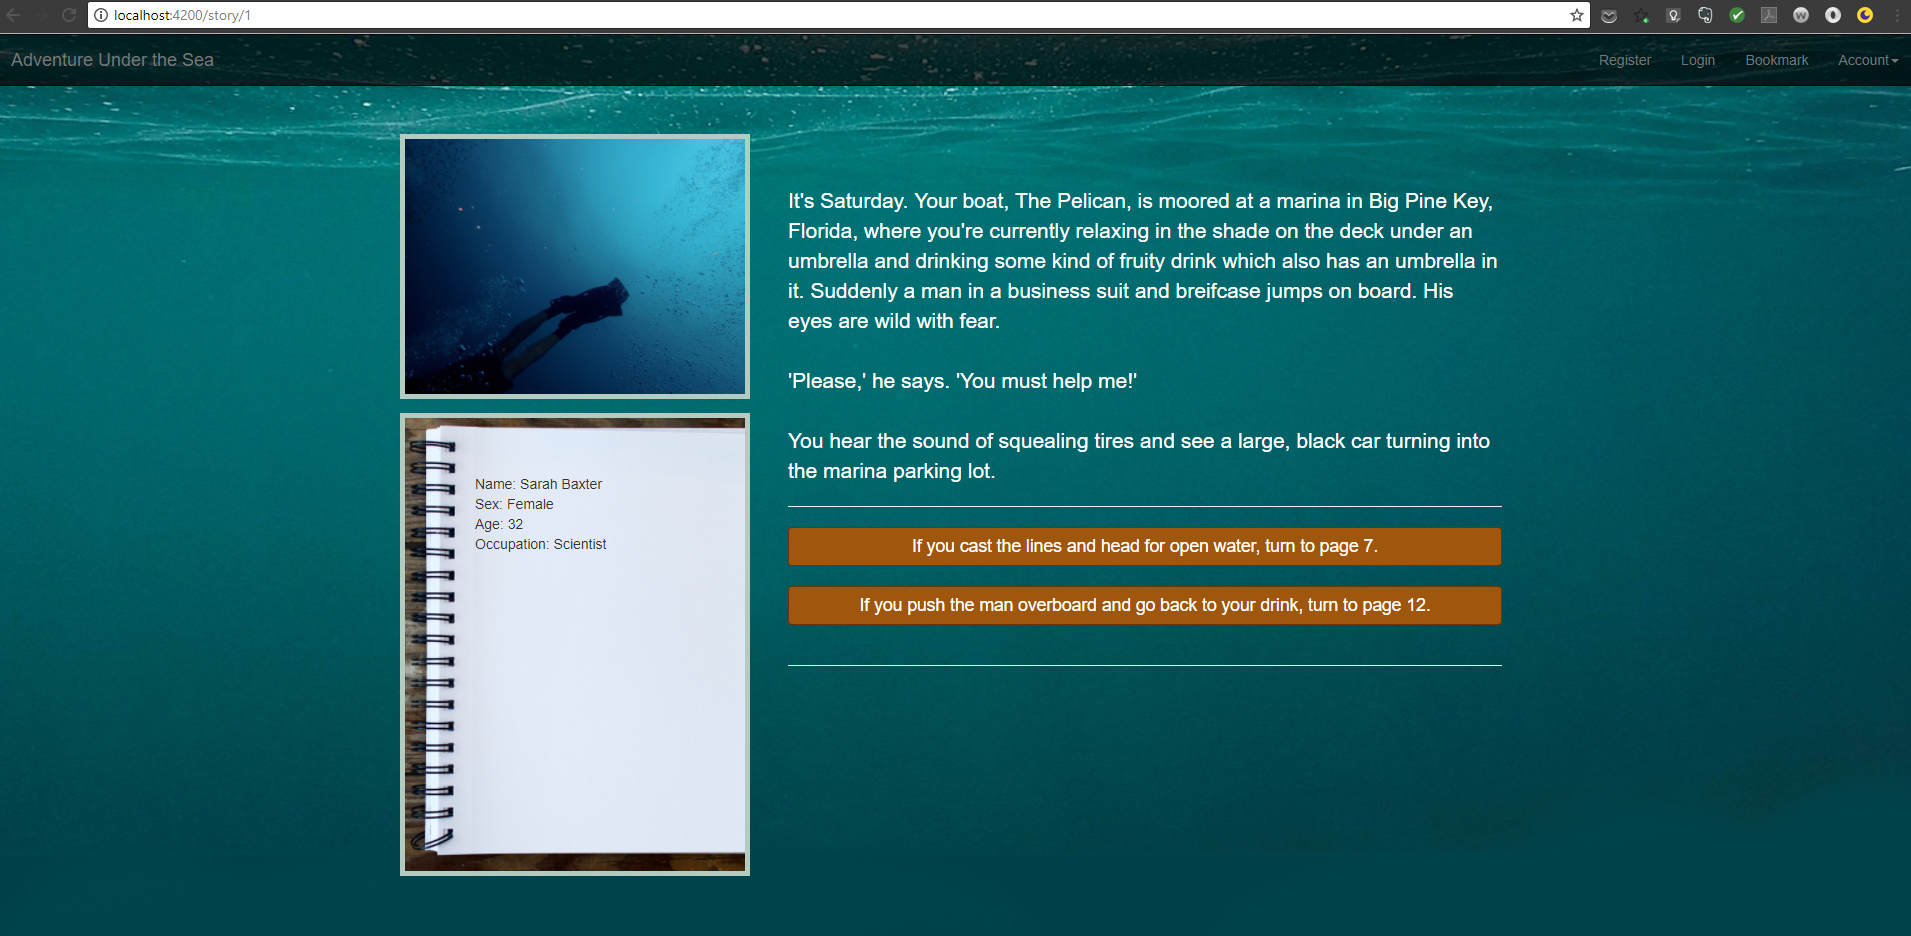 localhost:4200/story/1
Adventure Under the Sea
Register Login Bookmark Account
It's Saturday. Your boat, The Pelican, is moored at a marina in Big Pine Key,
Florida, where you're currently relaxing in the shade on the deck under an
umbrella and drinking some kind of fruity drink which also has an umbrella in
it. Suddenly a man in a business suit and breifcase jumps on board. His
eyes are wild with fear.
'Please,' he says. 'You must help me!'
You hear the sound of squealing tires and see a large, black car turning into
the marina parking lot.
If you cast the lines and head for open water, turn to page 7.
If you push the man overboard and go back to your drink, turn to page 12.
Name: Sarah Baxter
Sex: Female
Age: 32
Occupation: Scientist